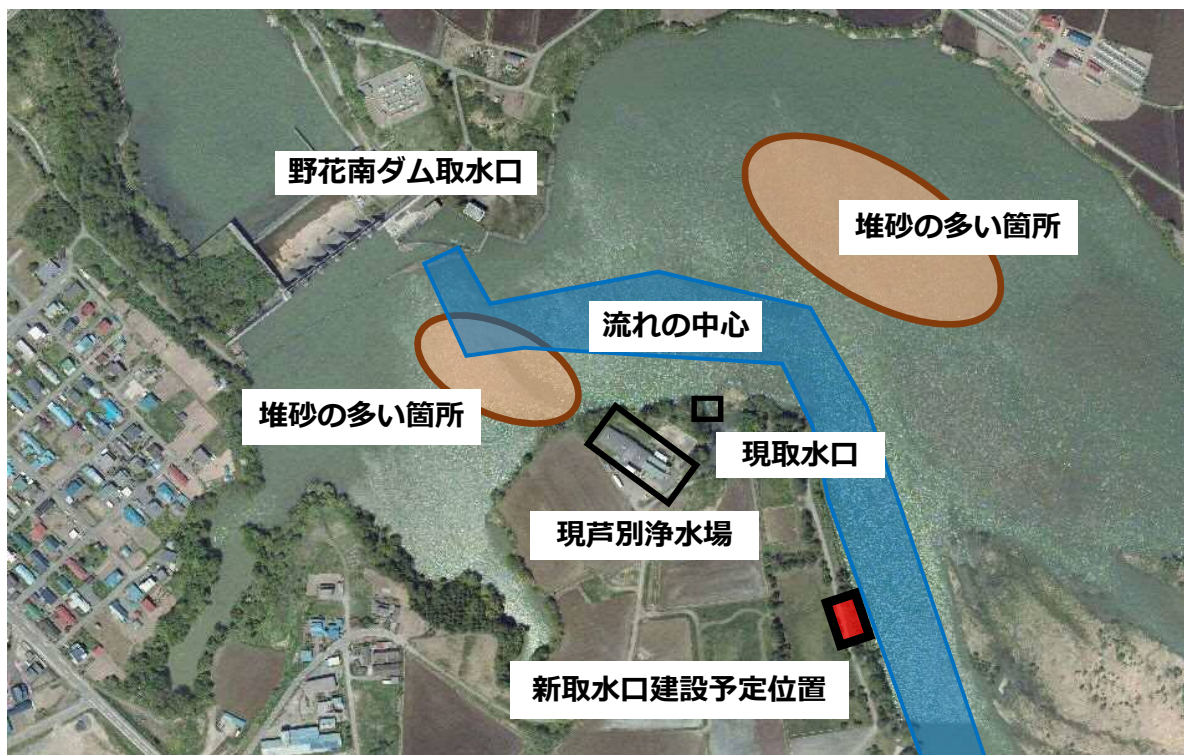 野花南ダム取水口
堆砂の多い箇所
流れの中心
堆砂の多い箇所
現取水口
現芦別浄水場
新取水口建設予定位置